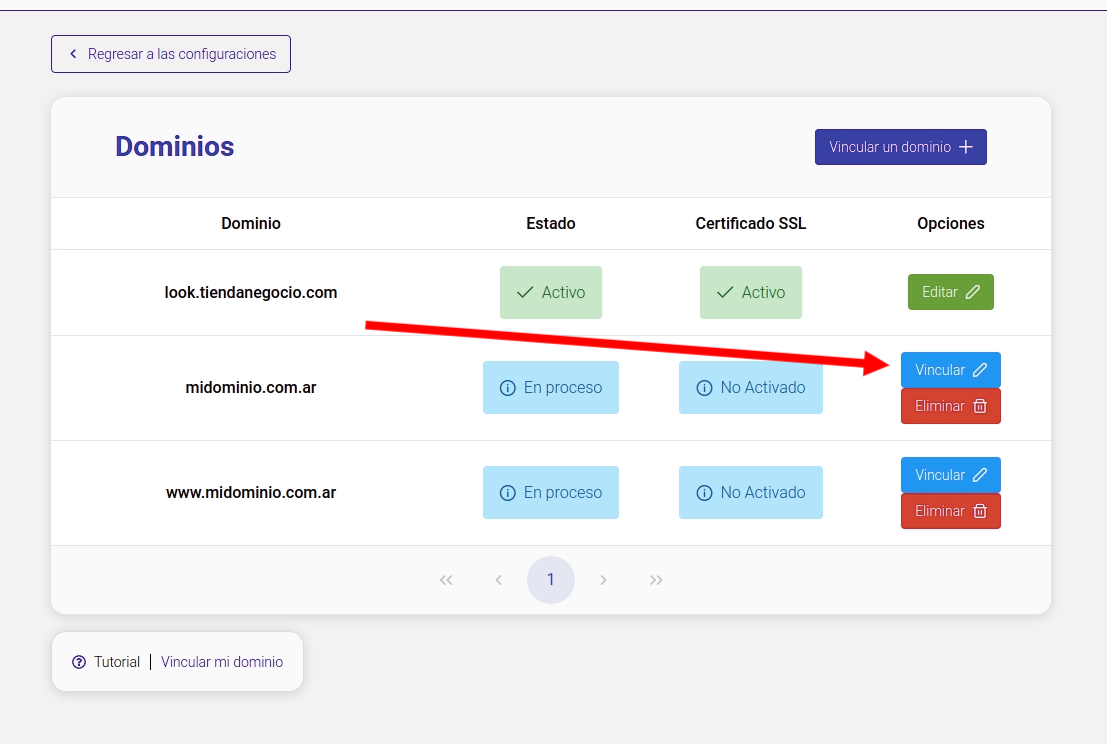 Regresar a las configuraciones
Dominios
Vincular un dominio
Dominio Estado Certificado SSL Opciones
look.tiendanegocio.com Activo Activo Editar
midominio.com.ar En proceso No Activado Vincular
Eliminar
www.midominio.com.ar En proceso No Activado Vincular
Eliminar
1
Tutorial | Vincular mi dominio